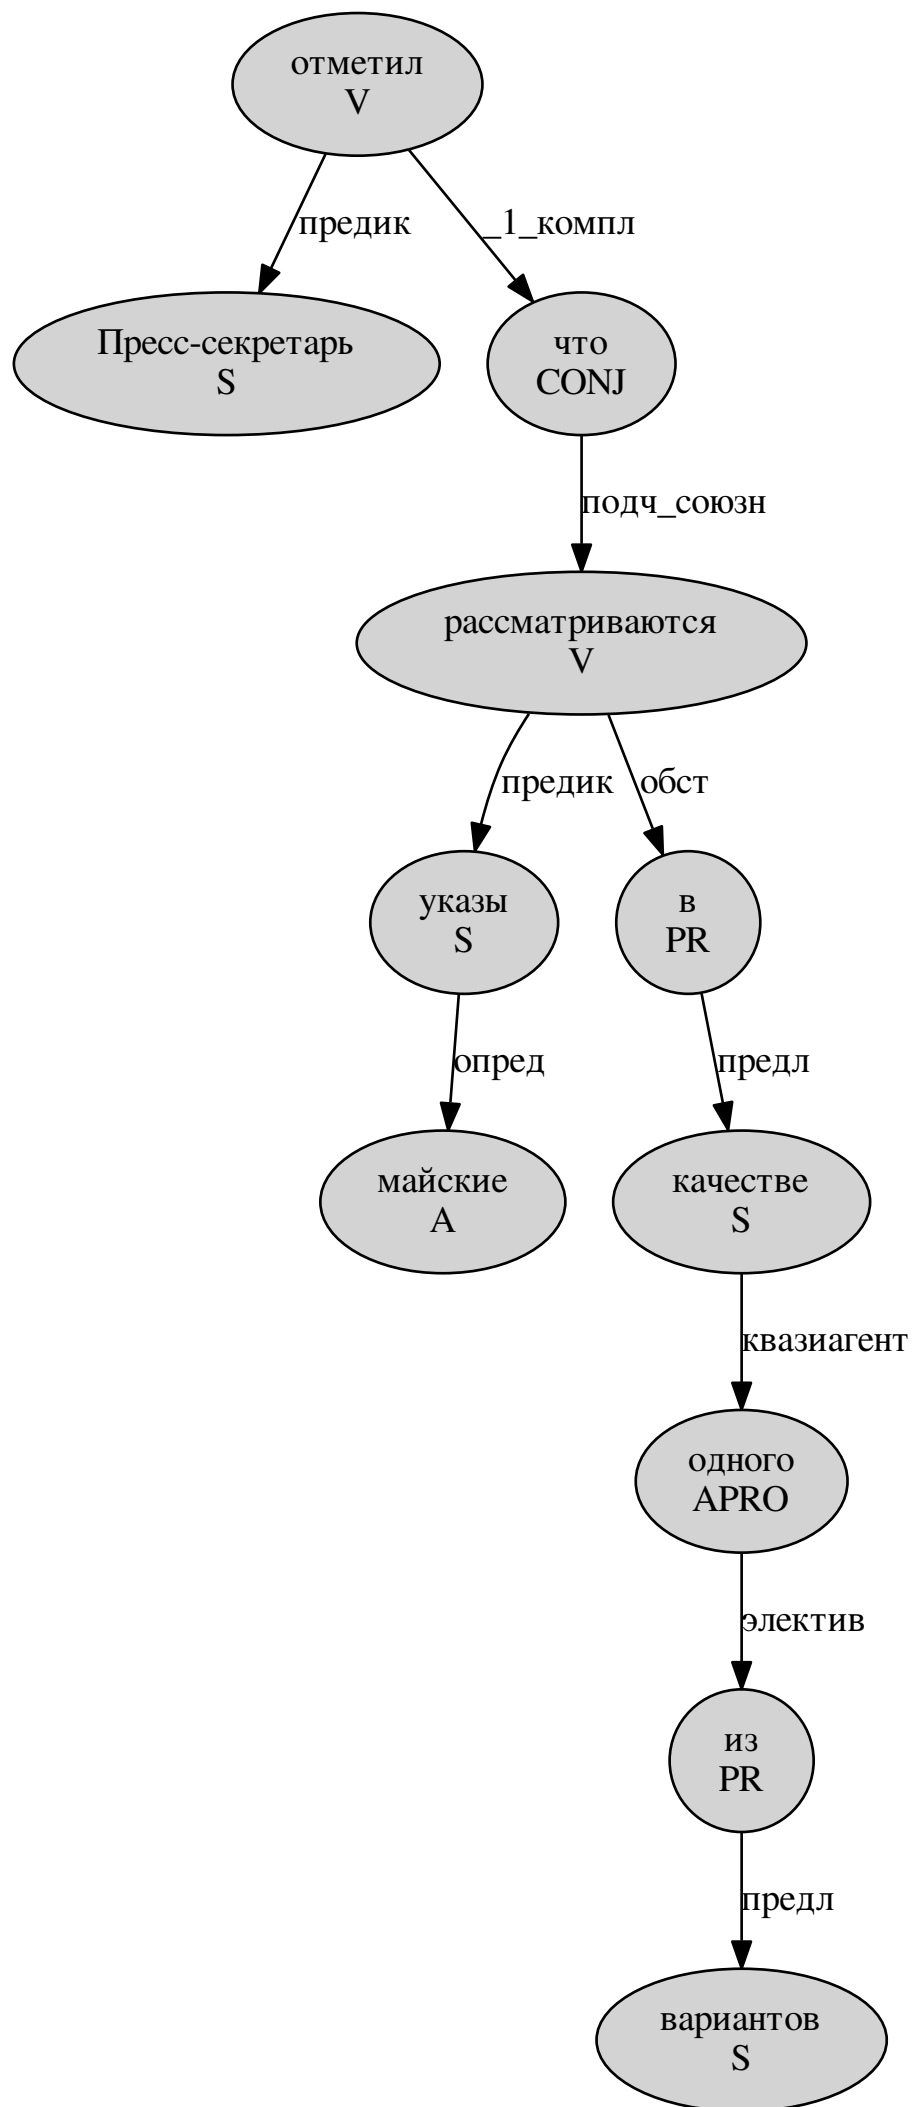 отметил
V
предик
_1_компл
Пресс-секретарь
S
что
CONJ
подч_союзн
рассматриваются
V
предик
обст
указы
S
в
PR
опред
предл
майские
A
качестве
S
квазиагент
одного
APRO
электив
из
PR
предл
вариантов
S